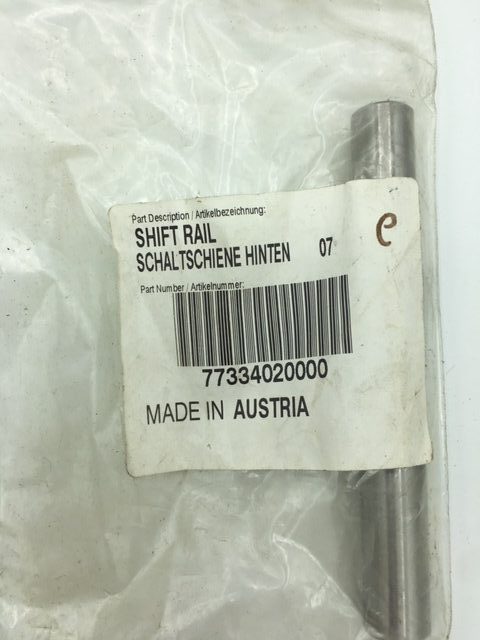 Part Description / Artikelbezeichnung:
SHIFT RAIL
SCHALTSCHIENE HINTEN 07
e
Part Number / Artikelnummer:
77334020000
MADE IN AUSTRIA